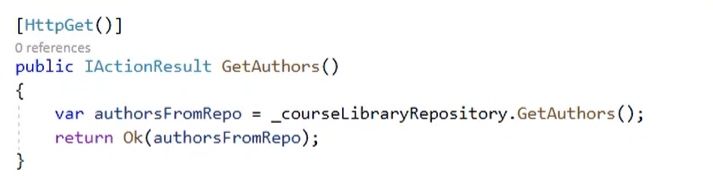 [HttpGet()]
0 references
public IActionResult GetAuthors()
{
var authorsFromRepo = _courseLibraryRepository.GetAuthors();
return Ok(authorsFromRepo);
}